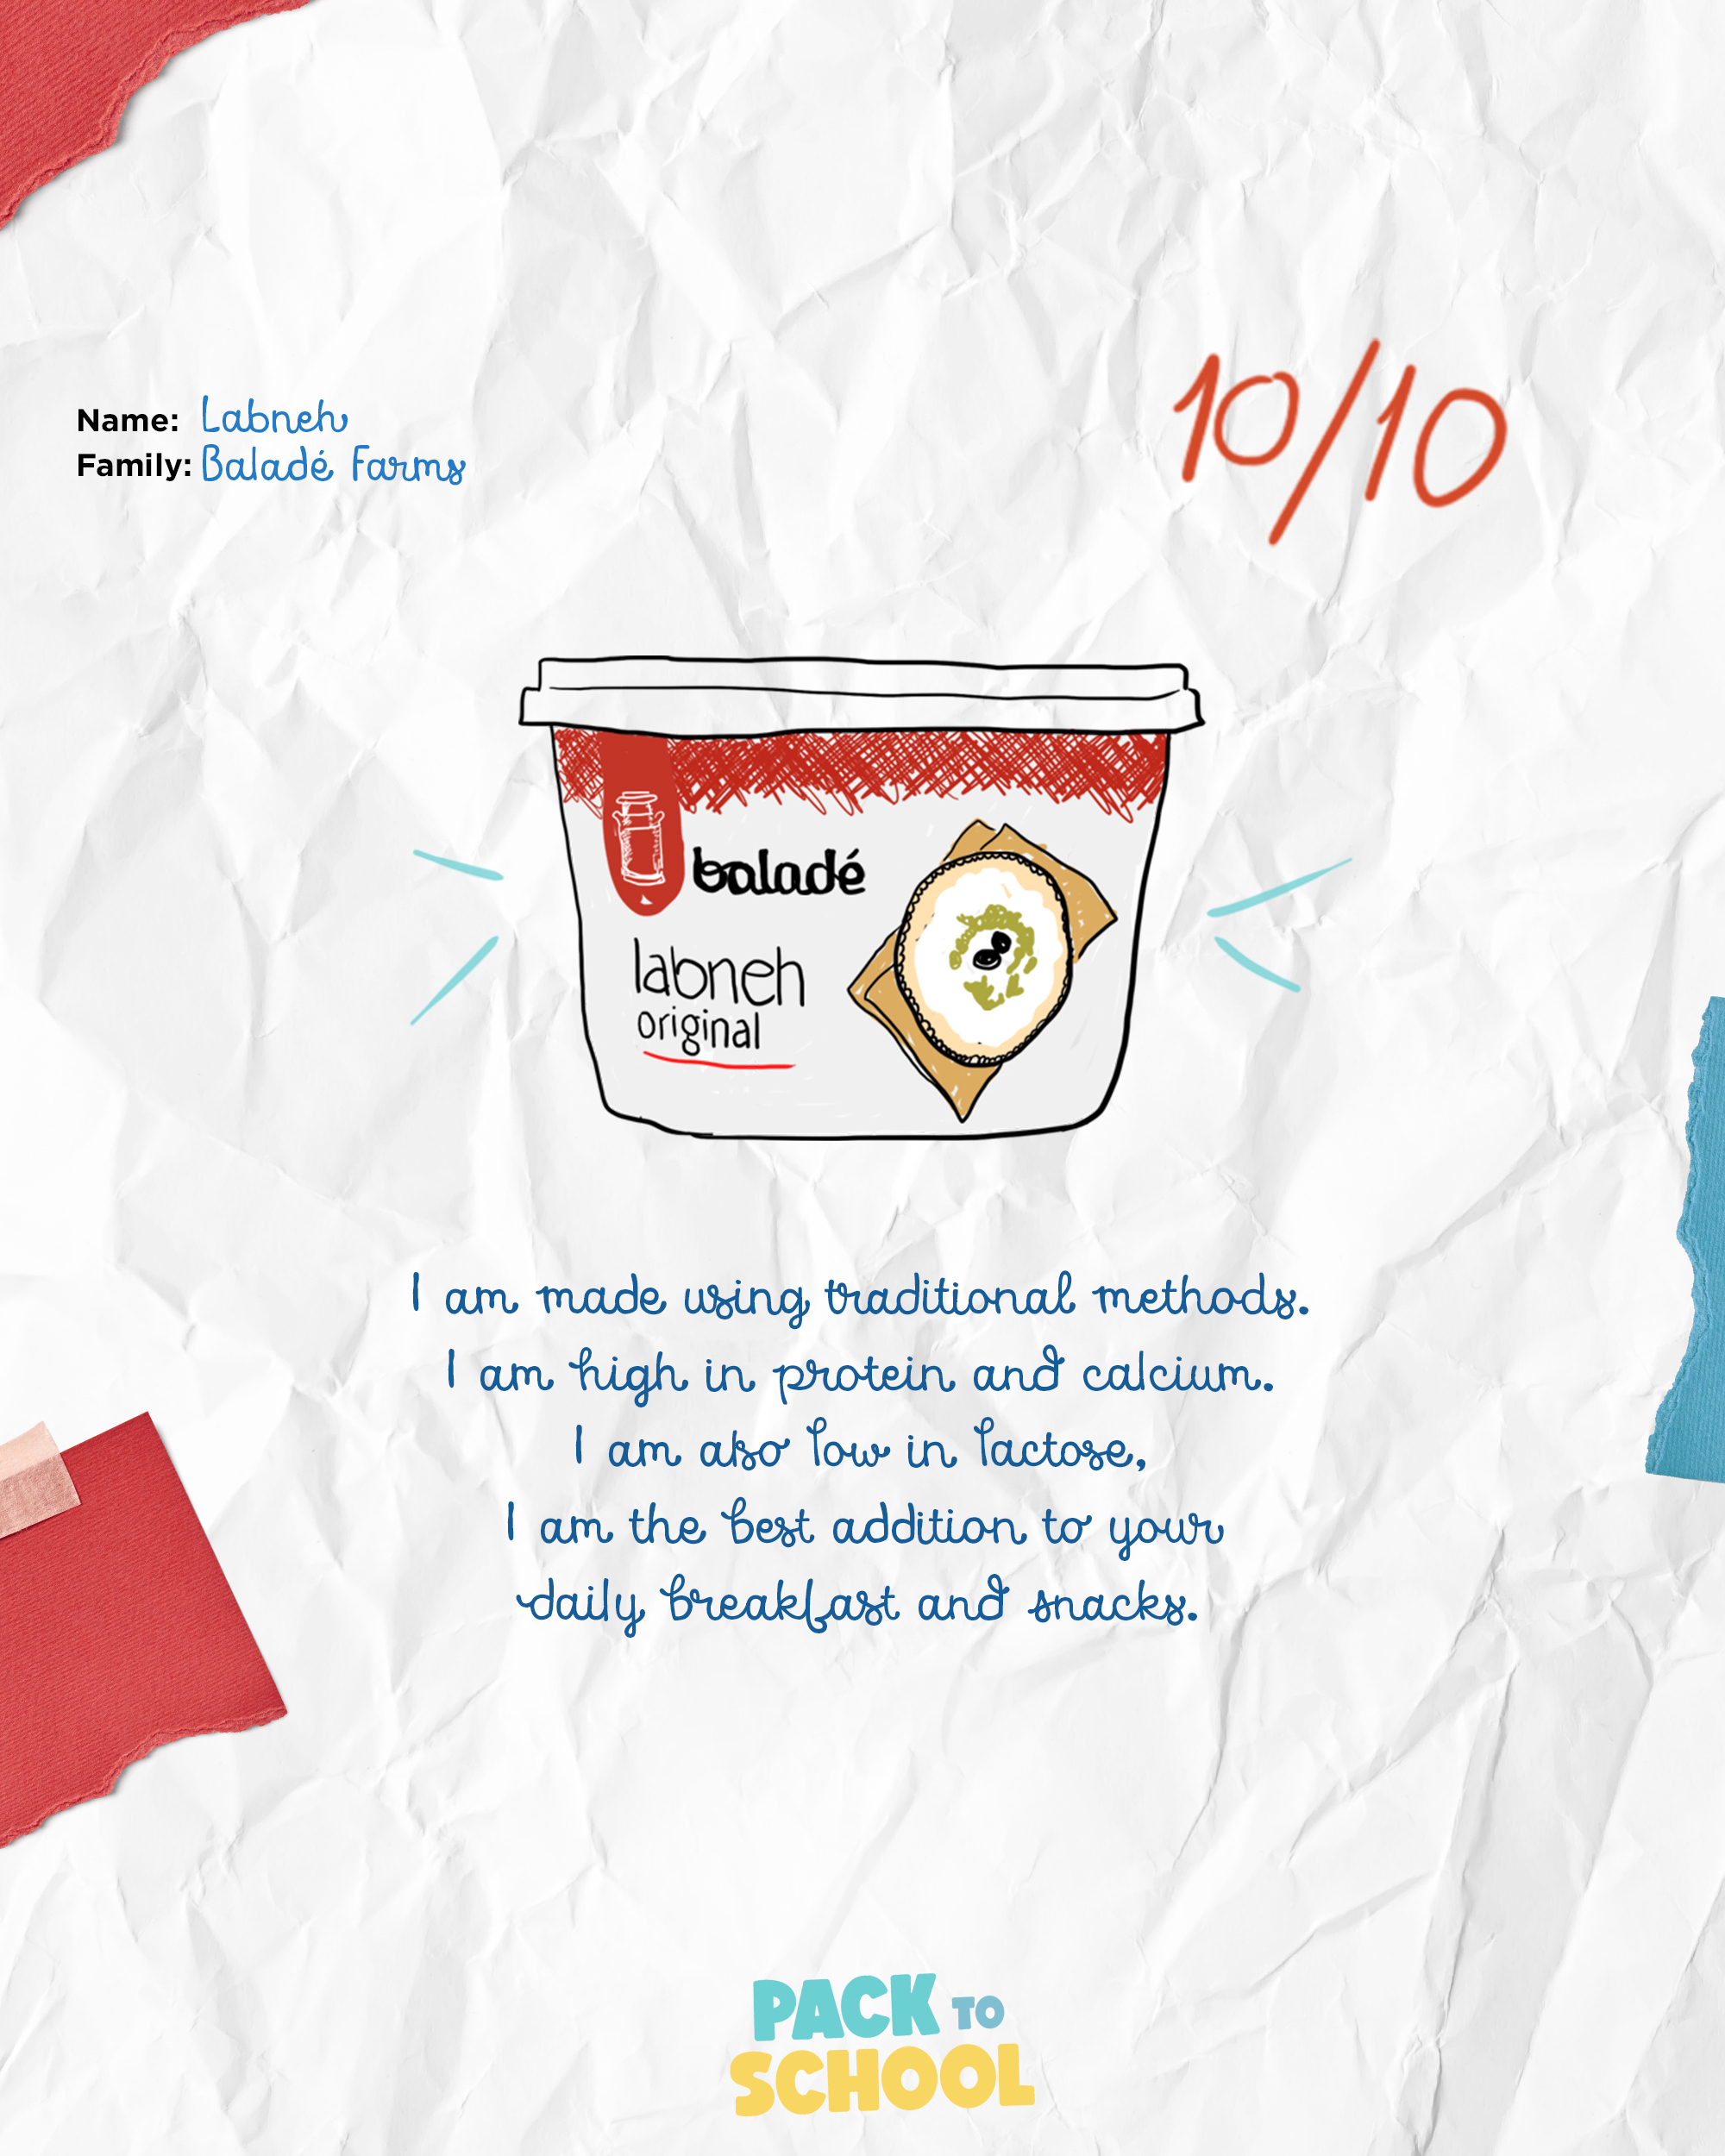 Name: Labneh
Family: Baladé Farms
10/10
baladé
labneh
original
I am made using traditional methods.
I am high in protein and calcium.
I am also low in lactose,
I am the best addition to your
daily breakfast and snacks.
PACK TO
SCHOOL